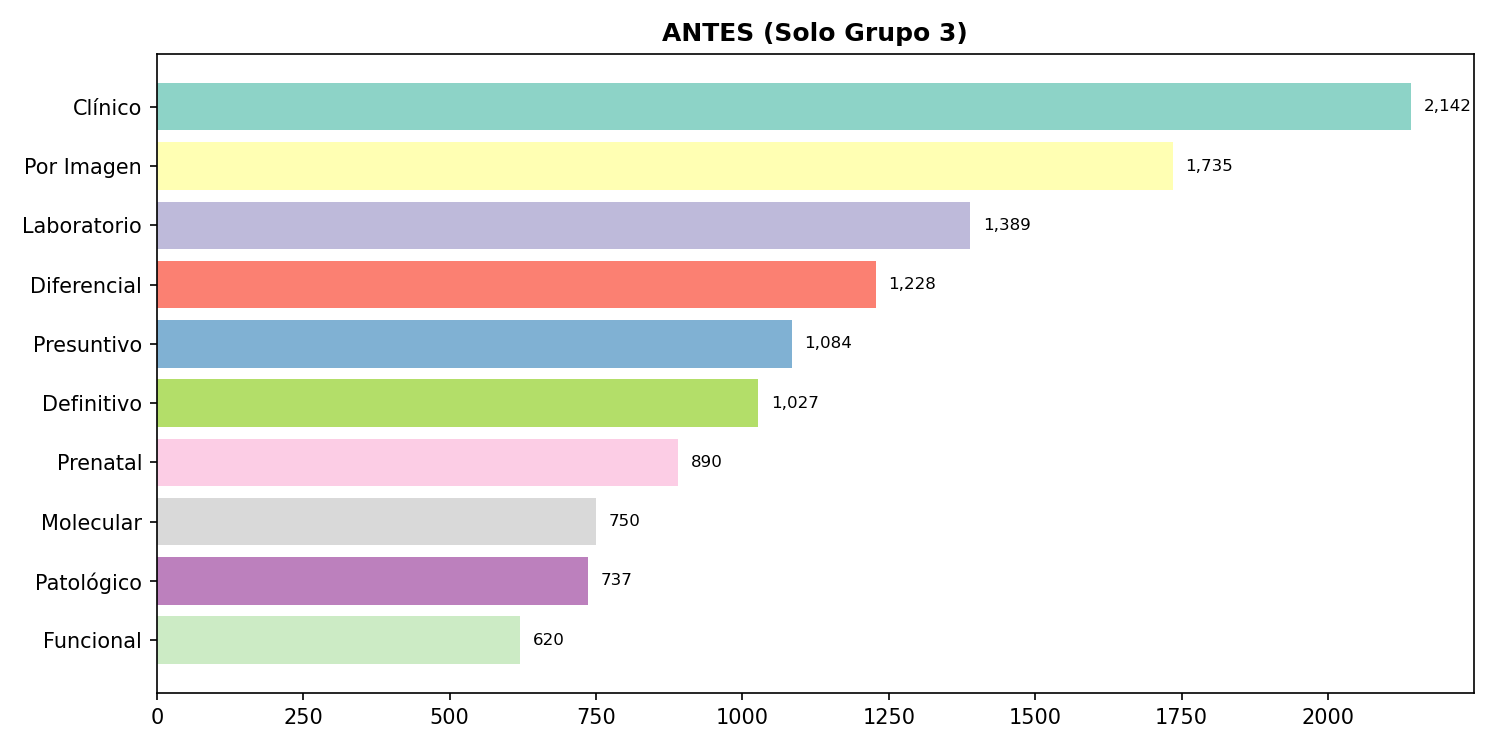 ANTES (Solo Grupo 3)
Clínico 2,142
Por Imagen 1,735
Laboratorio 1,389
Diferencial 1,228
Presuntivo 1,084
Definitivo 1,027
Prenatal 890
Molecular 750
Patológico 737
Funcional 620
0 250 500 750 1000 1250 1500 1750 2000